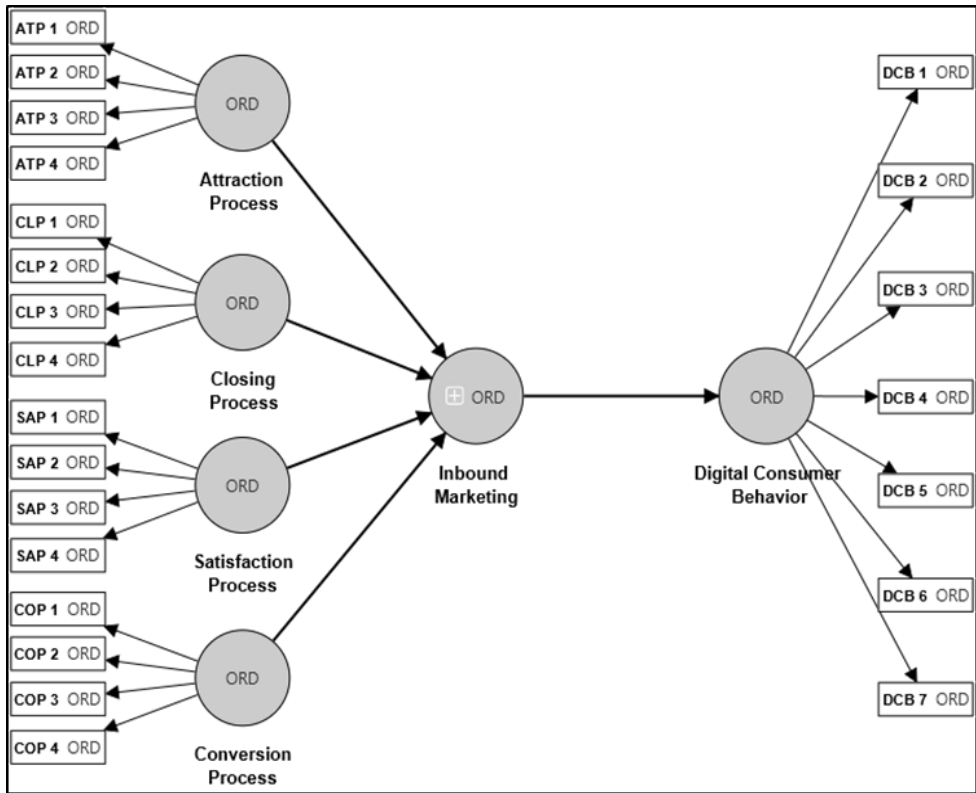 ATP 1 ORD
ATP 2 ORD
ATP 3 ORD
ATP 4 ORD
ORD
Attraction
Process
CLP 1 ORD
CLP 2 ORD
CLP 3 ORD
CLP 4 ORD
ORD
Closing
Process
SAP 1 ORD
SAP 2 ORD
SAP 3 ORD
SAP 4 ORD
ORD
Satisfaction
Process
COP 1 ORD
COP 2 ORD
COP 3 ORD
COP 4 ORD
ORD
Conversion
Process
ORD
Inbound
Marketing
ORD
Digital Consumer
Behavior
DCB 1 ORD
DCB 2 ORD
DCB 3 ORD
DCB 4 ORD
DCB 5 ORD
DCB 6 ORD
DCB 7 ORD